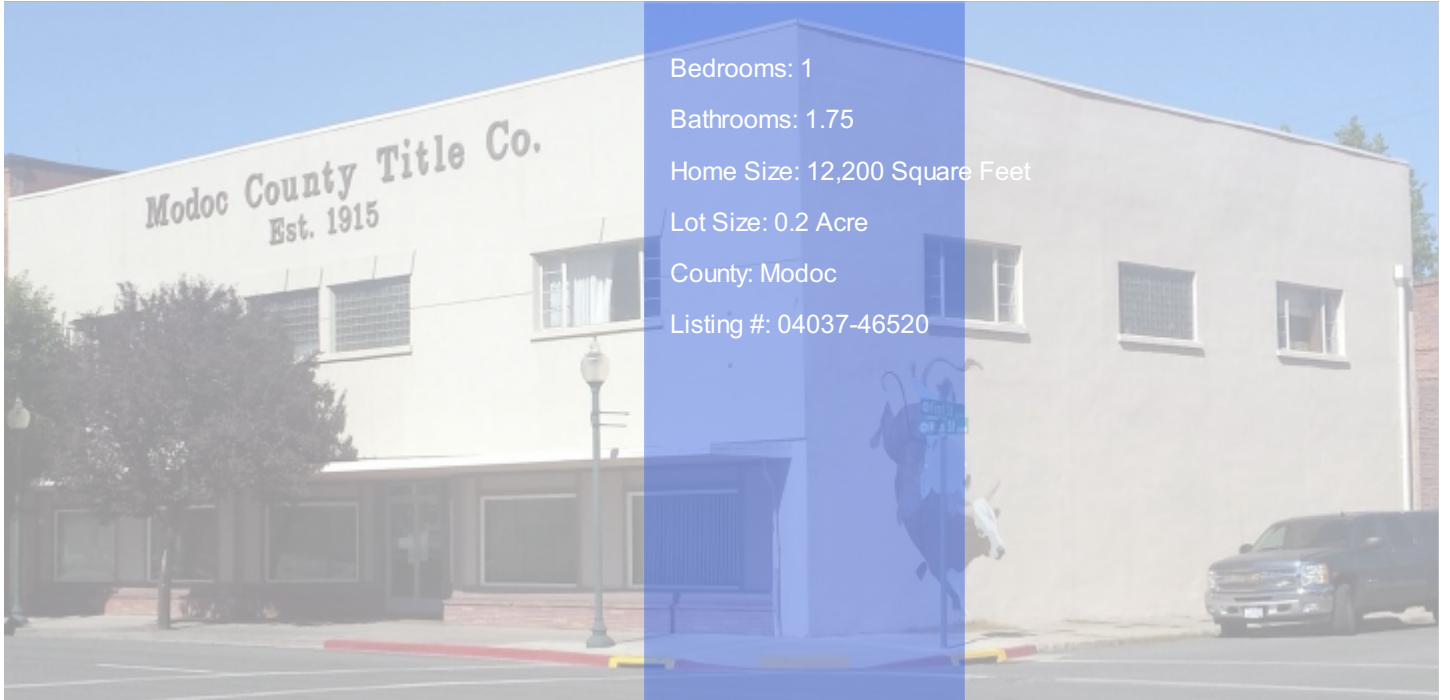 Modoc County Title Co.
Est. 1915
Bedrooms: 1
Bathrooms: 1.75
Home Size: 12,200 Square Feet
Lot Size: 0.2 Acre
County: Modoc
Listing #: 04037-46520